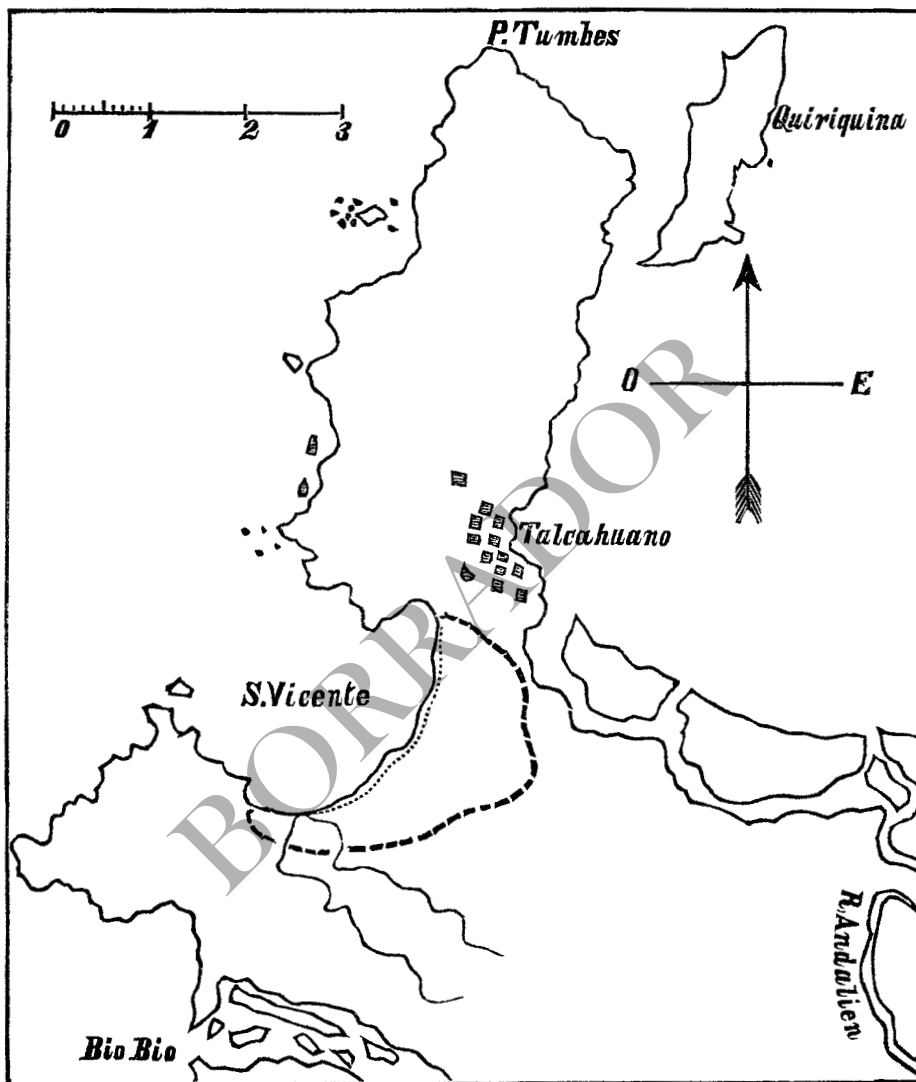 P. Tumbes
Quiriquina
0 1 2 3
O E
Talcahuano
S. Vicente
R. Andalien
Bio Bio
BORRADOR